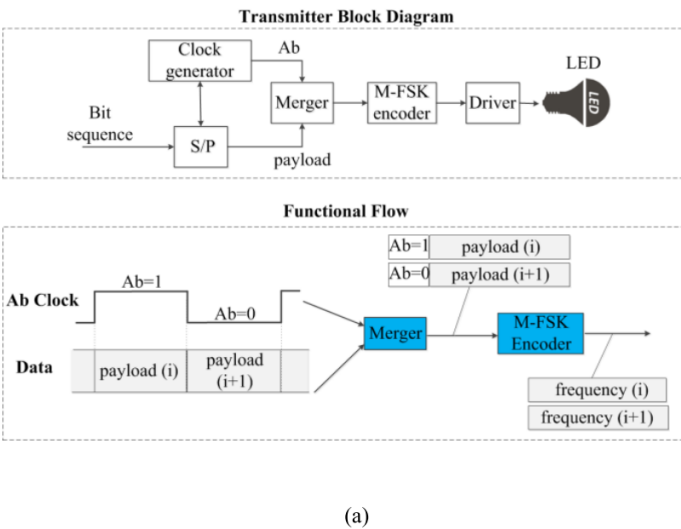 Transmitter Block Diagram
Clock
generator
Ab
LED
Merger
M-FSK
encoder
Driver
LED
Bit
sequence
S/P
payload
Functional Flow
Ab=1 payload (i)
Ab=0 payload (i+1)
Ab Clock
Ab=1
Ab=0
Merger
M-FSK
Encoder
Data
payload (i)
payload
(i+1)
frequency (i)
frequency (i+1)
(a)